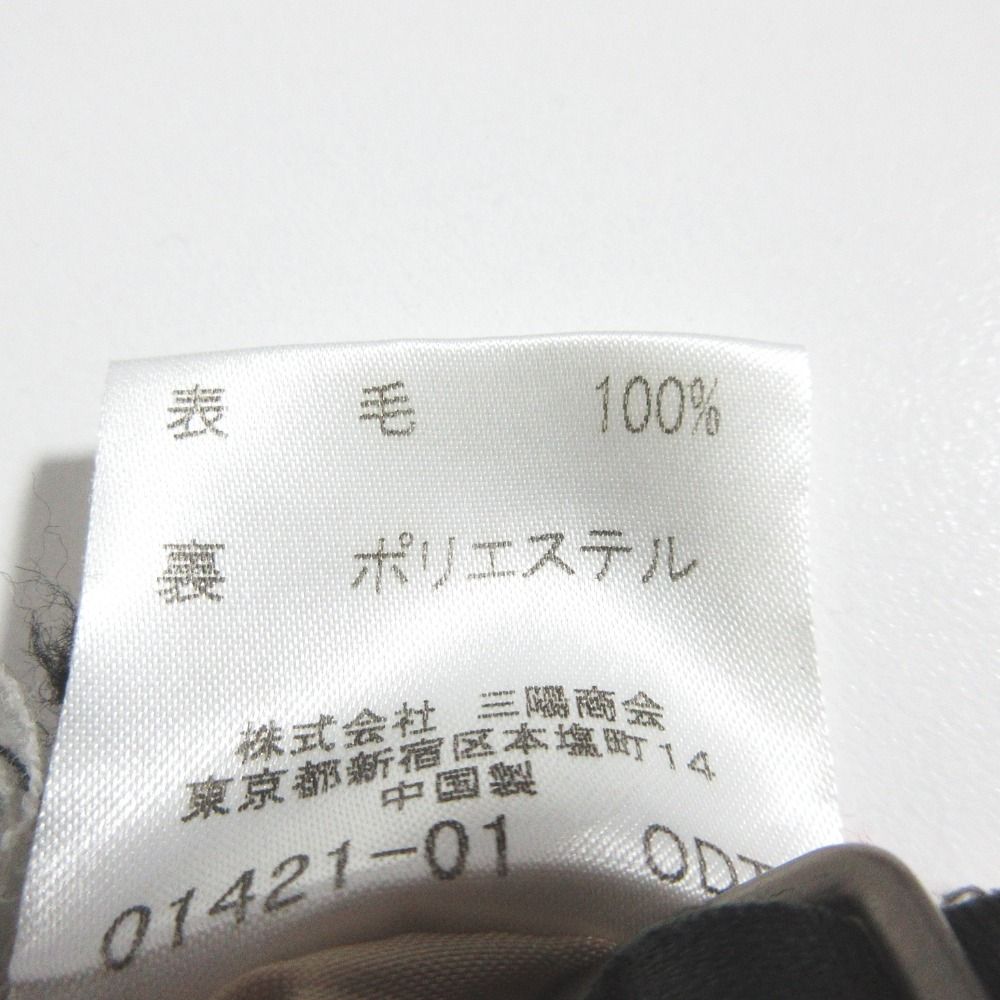 表 毛 100%
裏 ポリエステル
株式会社 三陽商会
東京都新宿区本塩町14
中国製
01421-01